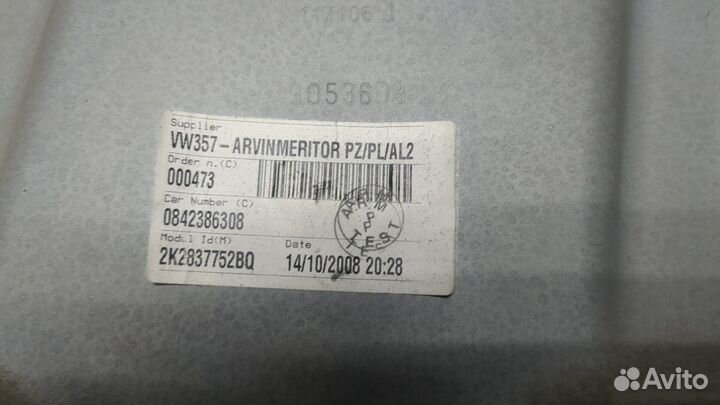 117106 J
3053608
Supplier
VW357-ARVINMERITOR PZ/PL/AL2
Order n.(C)
000473
Car Number (C)
0842386308
Modul Id(M) Date
2K2837752BQ 14/10/2008 20:28
TEST
Avito